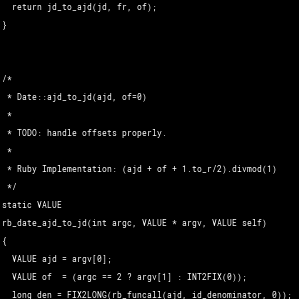 return jd_to_ajd(jd, fr, of);
}
/*
* Date::ajd_to_jd(ajd, of=0)
*
* TODO: handle offsets properly.
*
* Ruby Implementation: (ajd + of + 1.to_r/2).divmod(1)
*/
static VALUE
rb_date_ajd_to_jd(int argc, VALUE * argv, VALUE self)
{
VALUE ajd = argv[0];
VALUE of  = (argc == 2 ? argv[1] : INT2FIX(0));
long den = FIX2LONG(rb_funcall(ajd, id_denominator, 0));